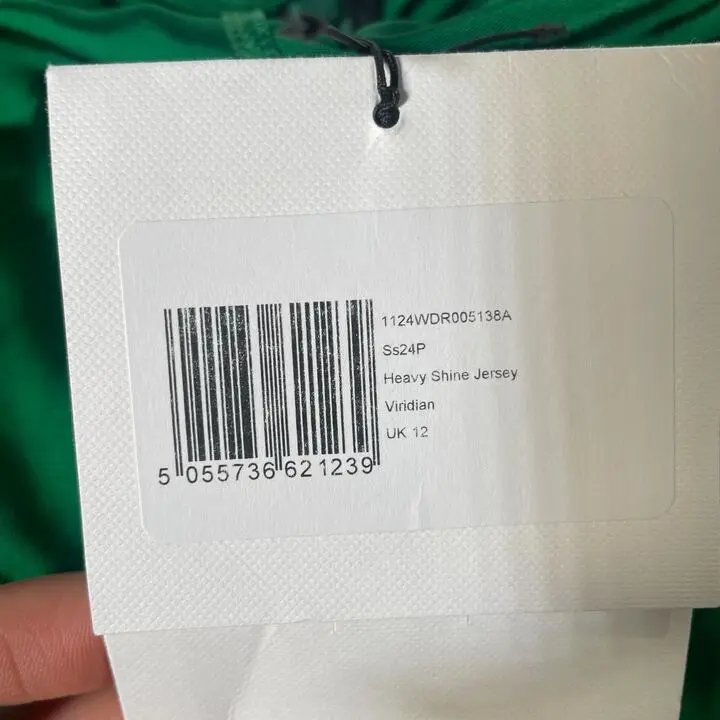 1124WDR005138A
Ss24P
Heavy Shine Jersey
Viridian
UK 12
5 055736 621239